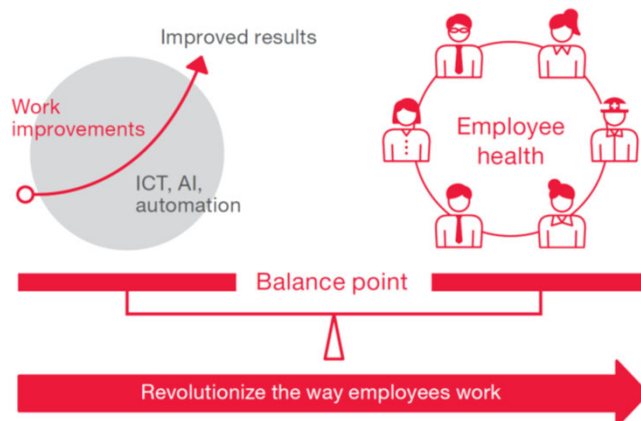 Improved results
Work
improvements
ICT, AI,
automation
Employee
health
Balance point
Revolutionize the way employees work